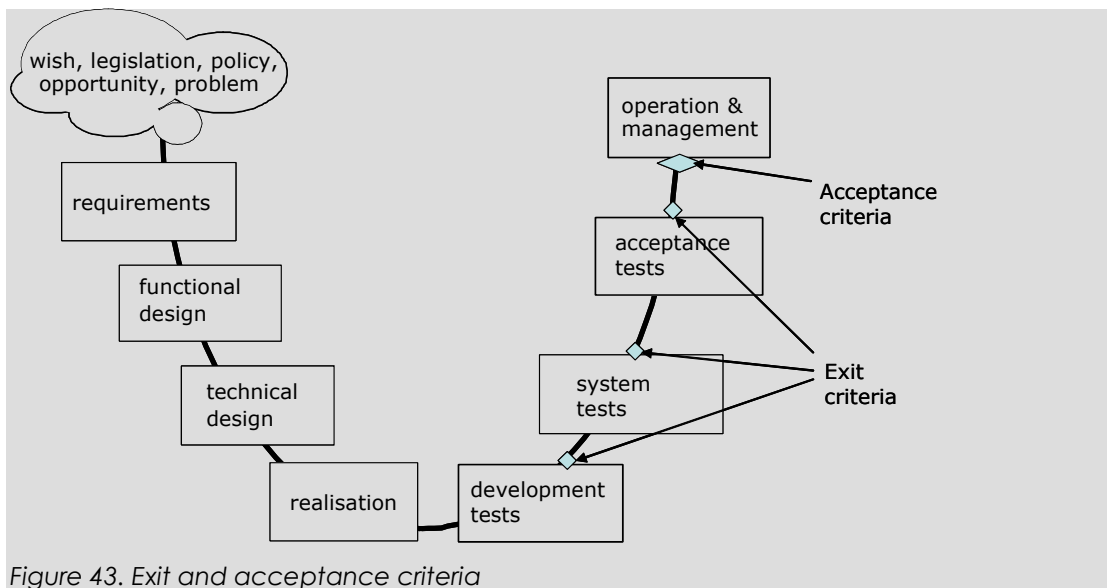 wish, legislation, policy,
opportunity, problem
requirements
functional
design
technical
design
realisation
development
tests
system
tests
acceptance
tests
operation &
management
Acceptance
criteria
Exit
criteria
Figure 43. Exit and acceptance criteria